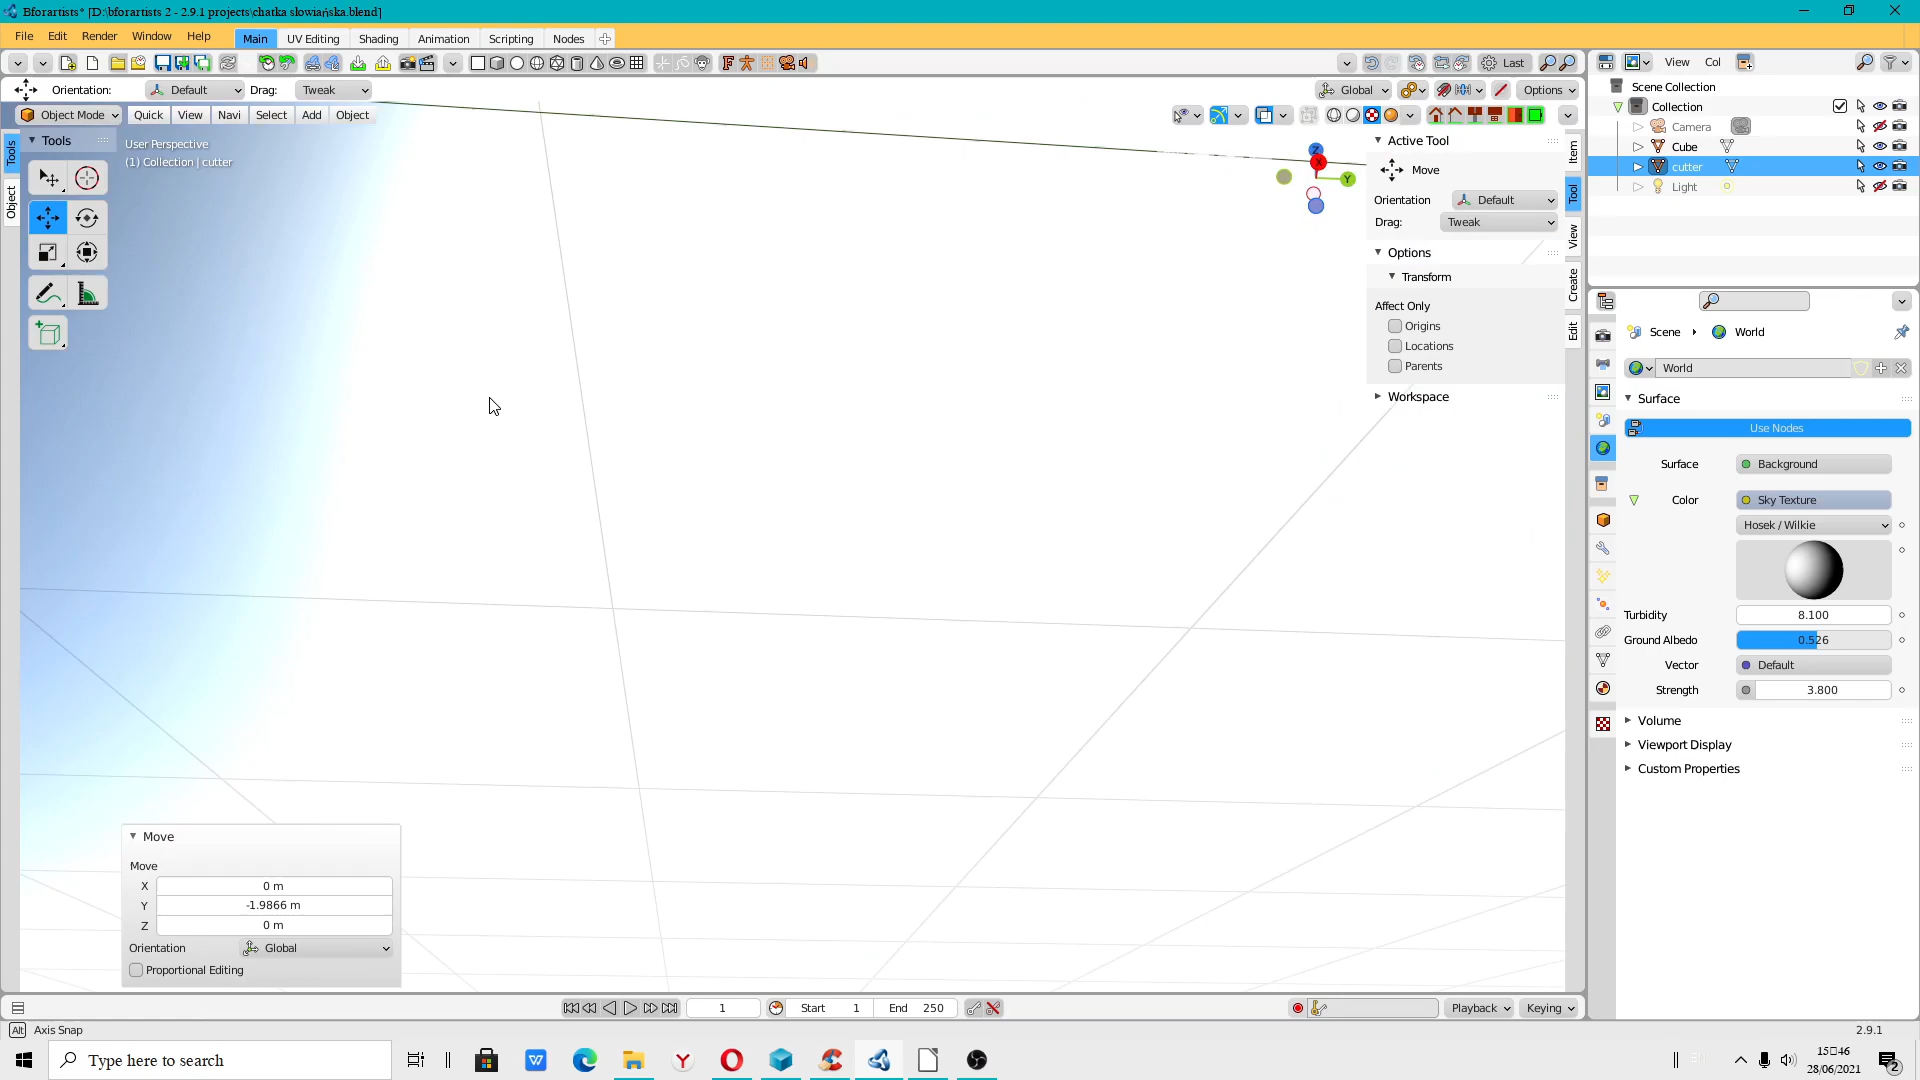 Bforartists* [D:\bforartists 2 - 2.9.1 projects\chatka słowiańska.blend]
File Edit Render Window Help Main UV Editing Shading Animation Scripting Nodes
Last
Orientation: Default Drag: Tweak Global Options
Object Mode Quick View Navi Select Add Object
Tools
Object
Tools
User Perspective
(1) Collection | cutter
Z
X
Y
Active Tool
Move
Orientation Default
Drag: Tweak
Options
Transform
Affect Only
Origins
Locations
Parents
Workspace
Item
Tool
View
Create
Edit
Move
Move
X 0 m
Y -1.9866 m
Z 0 m
Orientation Global
Proportional Editing
View Col
Scene Collection
Collection
Camera
Cube
cutter
Light
Scene World
World
Surface
Use Nodes
Surface Background
Color Sky Texture
Hosek / Wilkie
Turbidity 8.100
Ground Albedo 0.526
Vector Default
Strength 3.800
Volume
Viewport Display
Custom Properties
1 Start 1 End 250 Playback Keying
Alt Axis Snap 2.9.1
Type here to search
15 46
28/06/2021
2